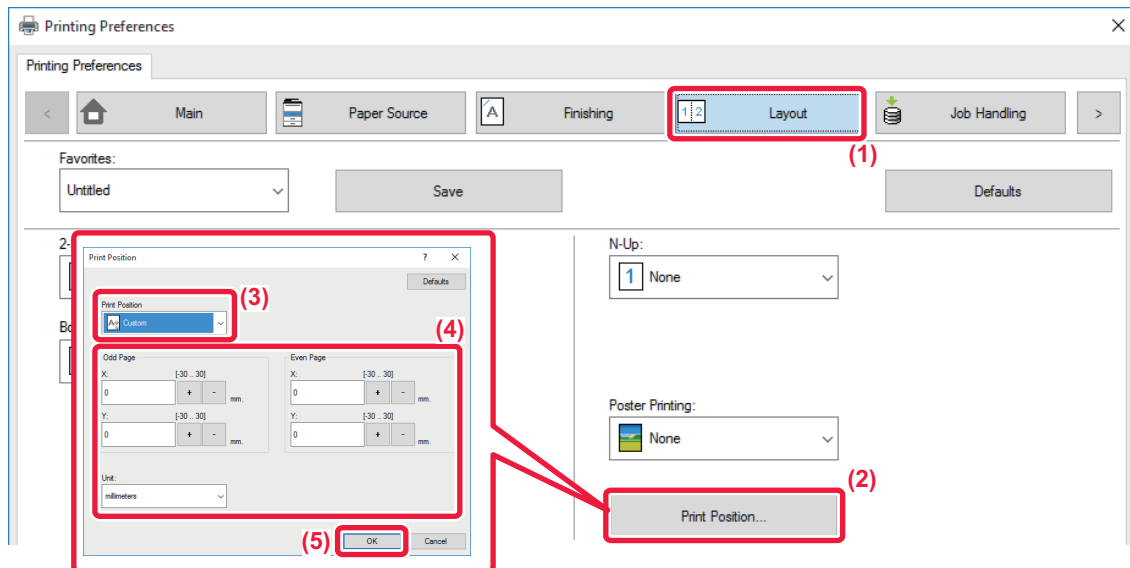 Printing Preferences
Printing Preferences
< Main Paper Source Finishing 1 2 Layout Job Handling >
(1)
Favorites:
Untitled Save Defaults
2-
Bo
N-Up:
1 None
Poster Printing:
None
(2)
Print Position...
Print Position ? ×
Defaults
Print Position
(3)
Custom
(4)
Odd Page Even Page
X: [-30 .. 30] X: [-30 .. 30]
0 + - mm. 0 + - mm.
Y: [-30 .. 30] Y: [-30 .. 30]
0 + - mm. 0 + - mm.
Unit:
millimeters
(5) OK Cancel